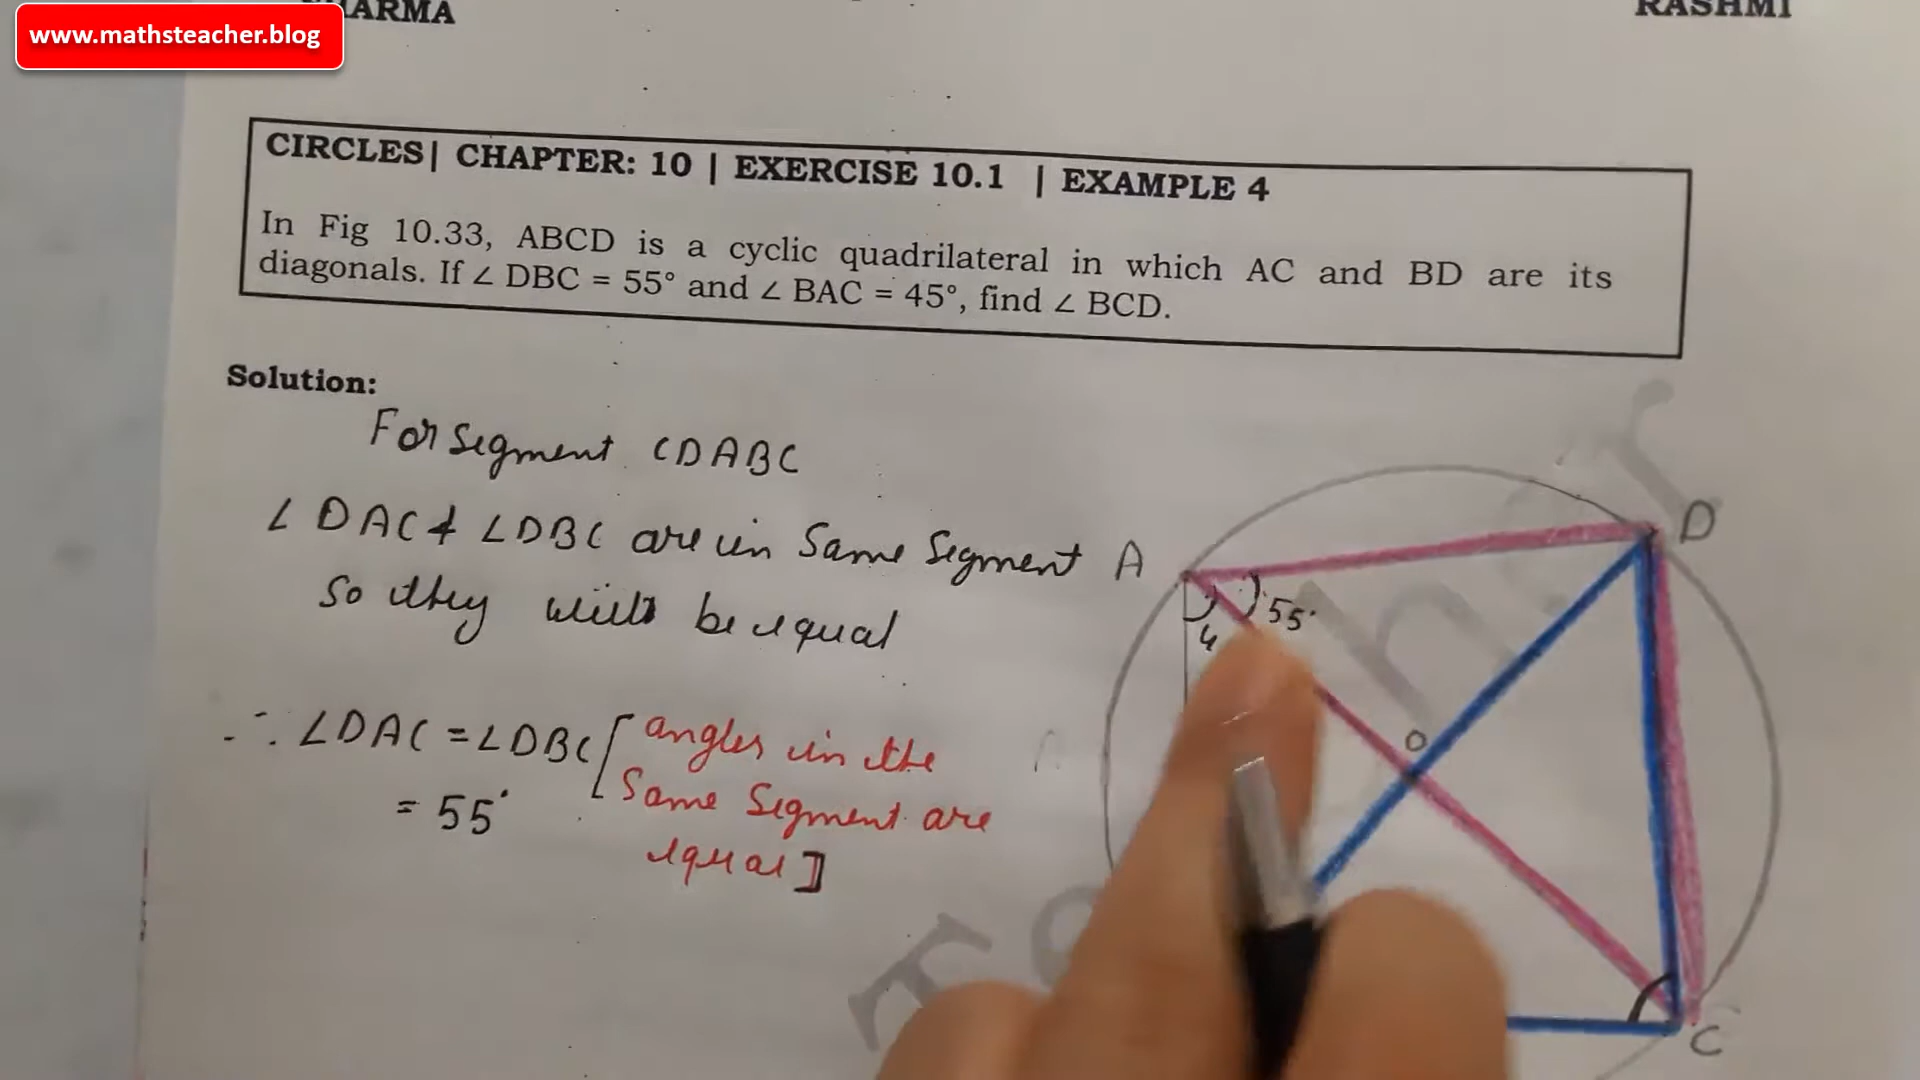 www.mathsteacher.blog
SHARMA
RASHMI
CIRCLES| CHAPTER: 10 | EXERCISE 10.1 | EXAMPLE 4
In Fig 10.33, ABCD is a cyclic quadrilateral in which AC and BD are its
diagonals. If ∠ DBC = 55° and ∠ BAC = 45°, find ∠ BCD.
Solution:
For segment CDABC
∠DAC & ∠DBC are in Same Segment
So they will be equal
∴ ∠DAC = ∠DBC [angles in the
= 55° Same Segment are
equal]
A
D
55°
4
O
C